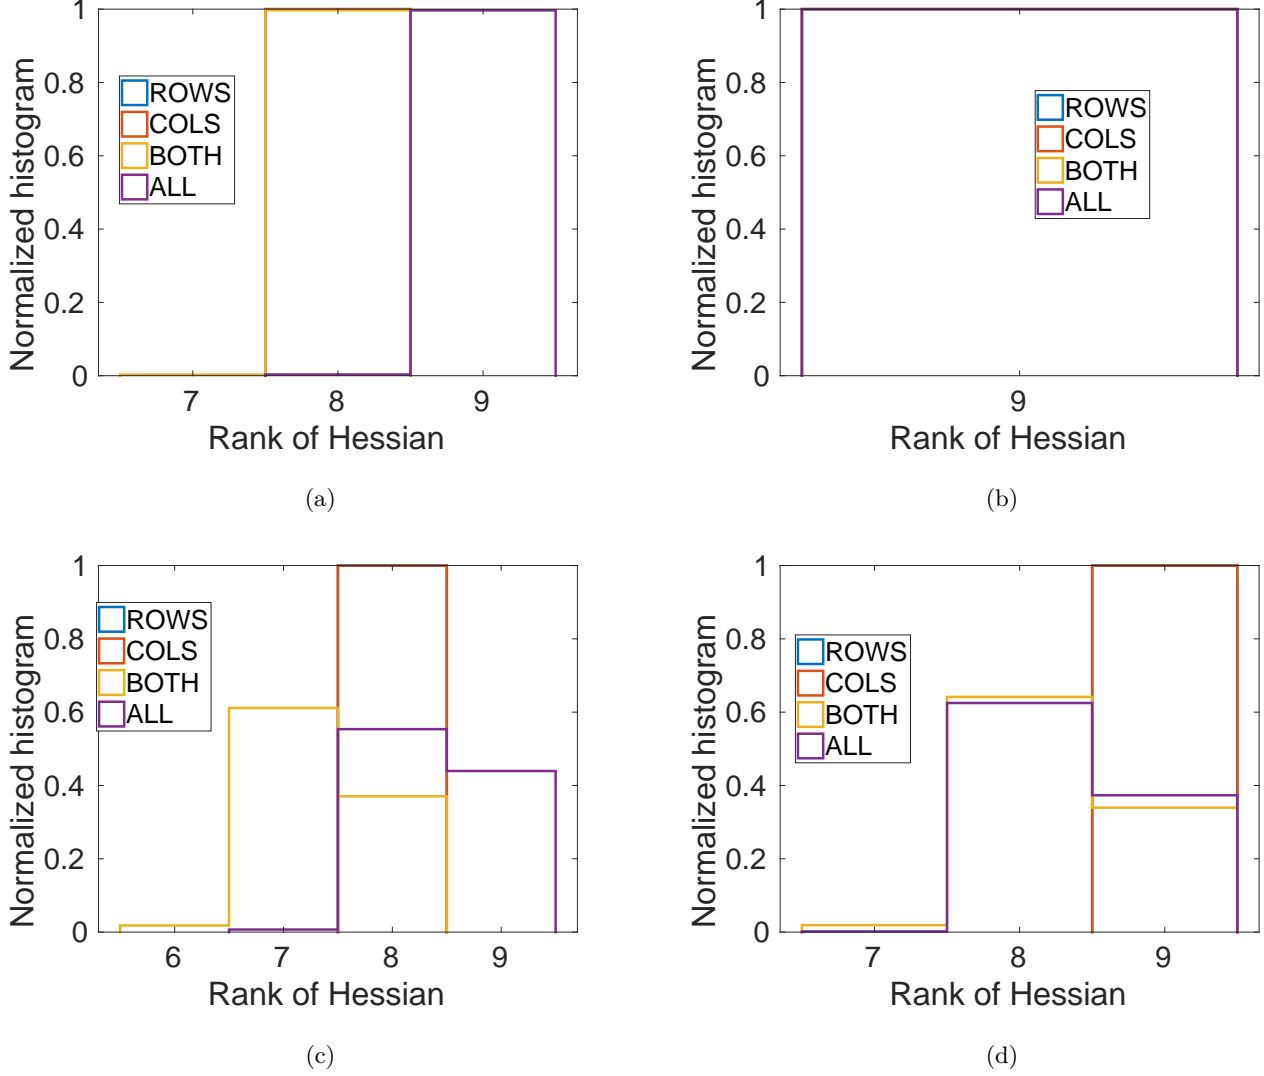 Normalized histogram
1
0.8
0.6
0.4
0.2
0
ROWS
COLS
BOTH
ALL
7 8 9
Rank of Hessian
(a)
Normalized histogram
1
0.8
0.6
0.4
0.2
0
ROWS
COLS
BOTH
ALL
9
Rank of Hessian
(b)
Normalized histogram
1
0.8
0.6
0.4
0.2
0
ROWS
COLS
BOTH
ALL
6 7 8 9
Rank of Hessian
(c)
Normalized histogram
1
0.8
0.6
0.4
0.2
0
ROWS
COLS
BOTH
ALL
7 8 9
Rank of Hessian
(d)